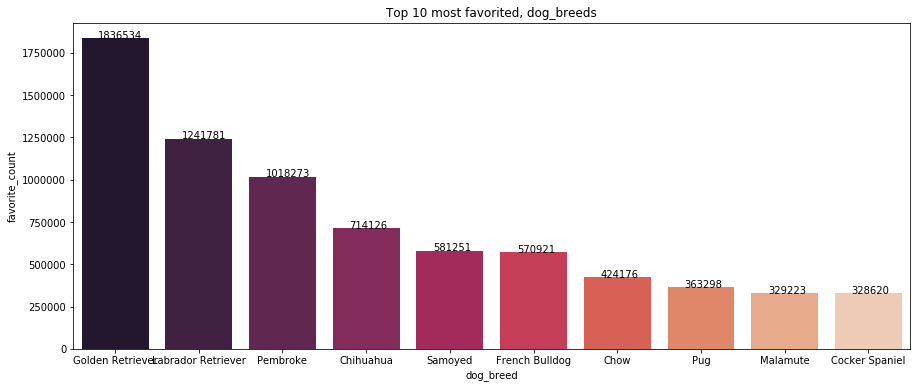 Top 10 most favorited, dog_breeds
favorite_count
1750000
1500000
1250000
1000000
750000
500000
250000
0
1836534
1241781
1018273
714126
581251
570921
424176
363298
329223
328620
Golden Retriever
Labrador Retriever
Pembroke
Chihuahua
Samoyed
French Bulldog
Chow
Pug
Malamute
Cocker Spaniel
dog_breed